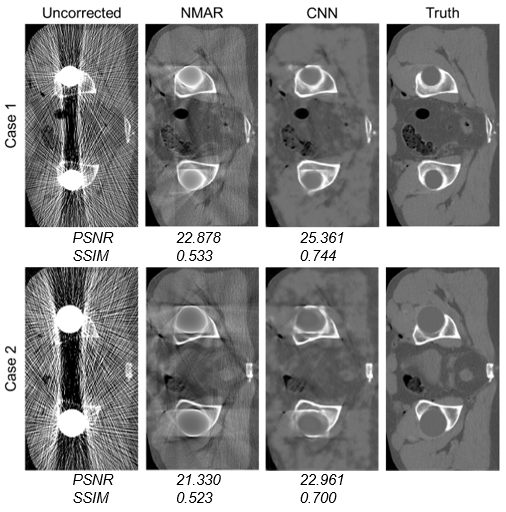 Uncorrected NMAR CNN Truth
Case 1
PSNR 22.878 25.361
SSIM 0.533 0.744
Case 2
PSNR 21.330 22.961
SSIM 0.523 0.700